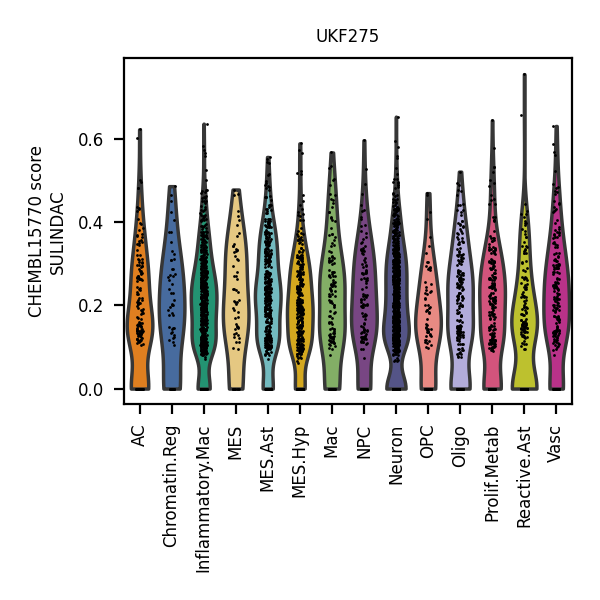 UKF275
CHEMBL15770 score
SULINDAC
0.6
0.4
0.2
0.0
AC
Chromatin.Reg
Inflammatory.Mac
MES
MES.Ast
MES.Hyp
Mac
NPC
Neuron
OPC
Oligo
Prolif.Metab
Reactive.Ast
Vasc